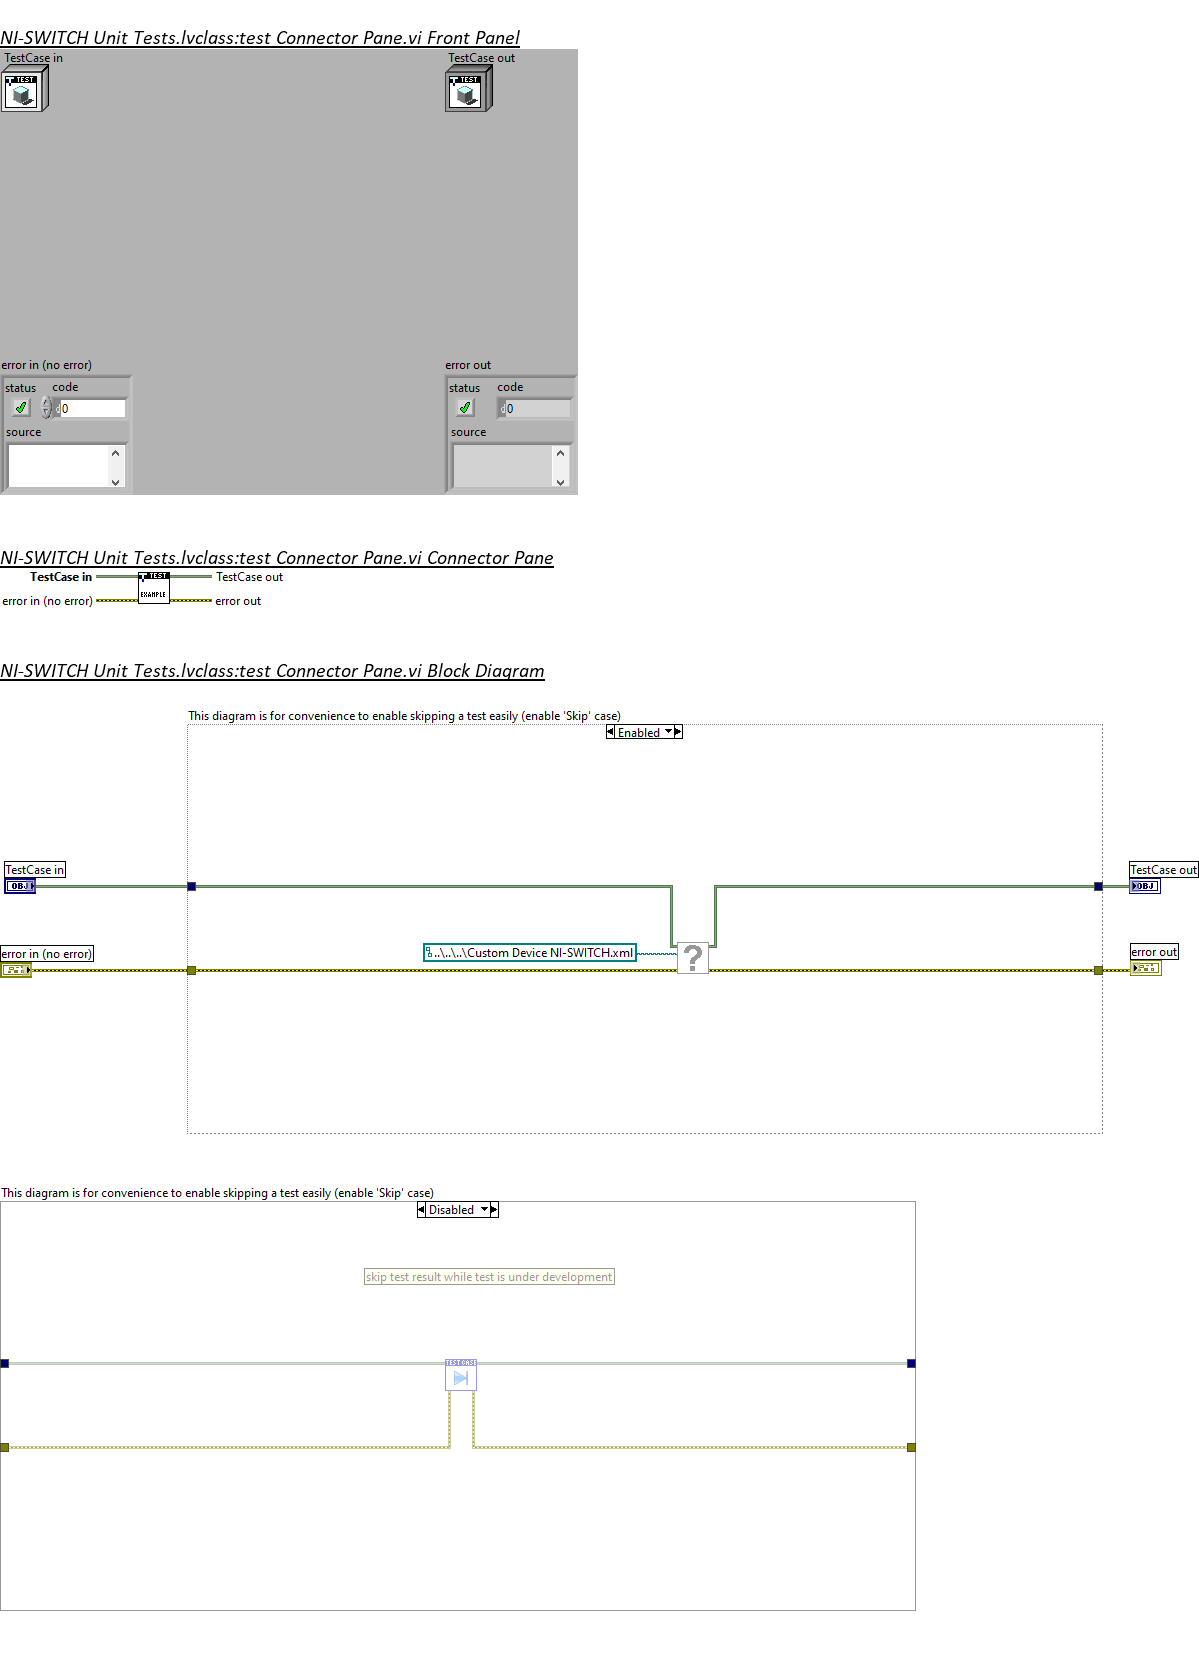 NI-SWITCH Unit Tests.lvclass:test Connector Pane.vi Front Panel
TestCase in
TestCase out
TEST
TEST
error in (no error)
error out
status
code
status
code
d
0
d
0
source
source
NI-SWITCH Unit Tests.lvclass:test Connector Pane.vi Connector Pane
TestCase in
TEST
TestCase out
error in (no error)
EXAMPLE
error out
NI-SWITCH Unit Tests.lvclass:test Connector Pane.vi Block Diagram
This diagram is for convenience to enable skipping a test easily (enable 'Skip' case)
Enabled
TestCase in
TestCase out
OBJ
OBJ
error in (no error)
..\..\..\Custom Device NI-SWITCH.xml
?
error out
This diagram is for convenience to enable skipping a test easily (enable 'Skip' case)
Disabled
skip test result while test is under development
TEST CASE